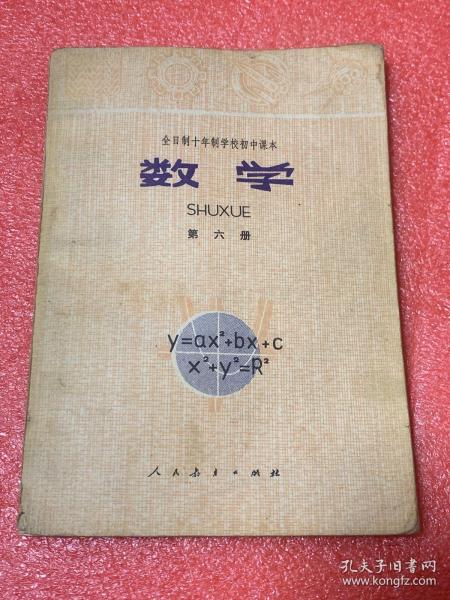 全日制十年制学校初中课本
数学
SHUXUE
第六册
y=ax²+bx+c
x²+y²=R²
人民教育出版社
孔夫子旧书网
www.kongfz.com